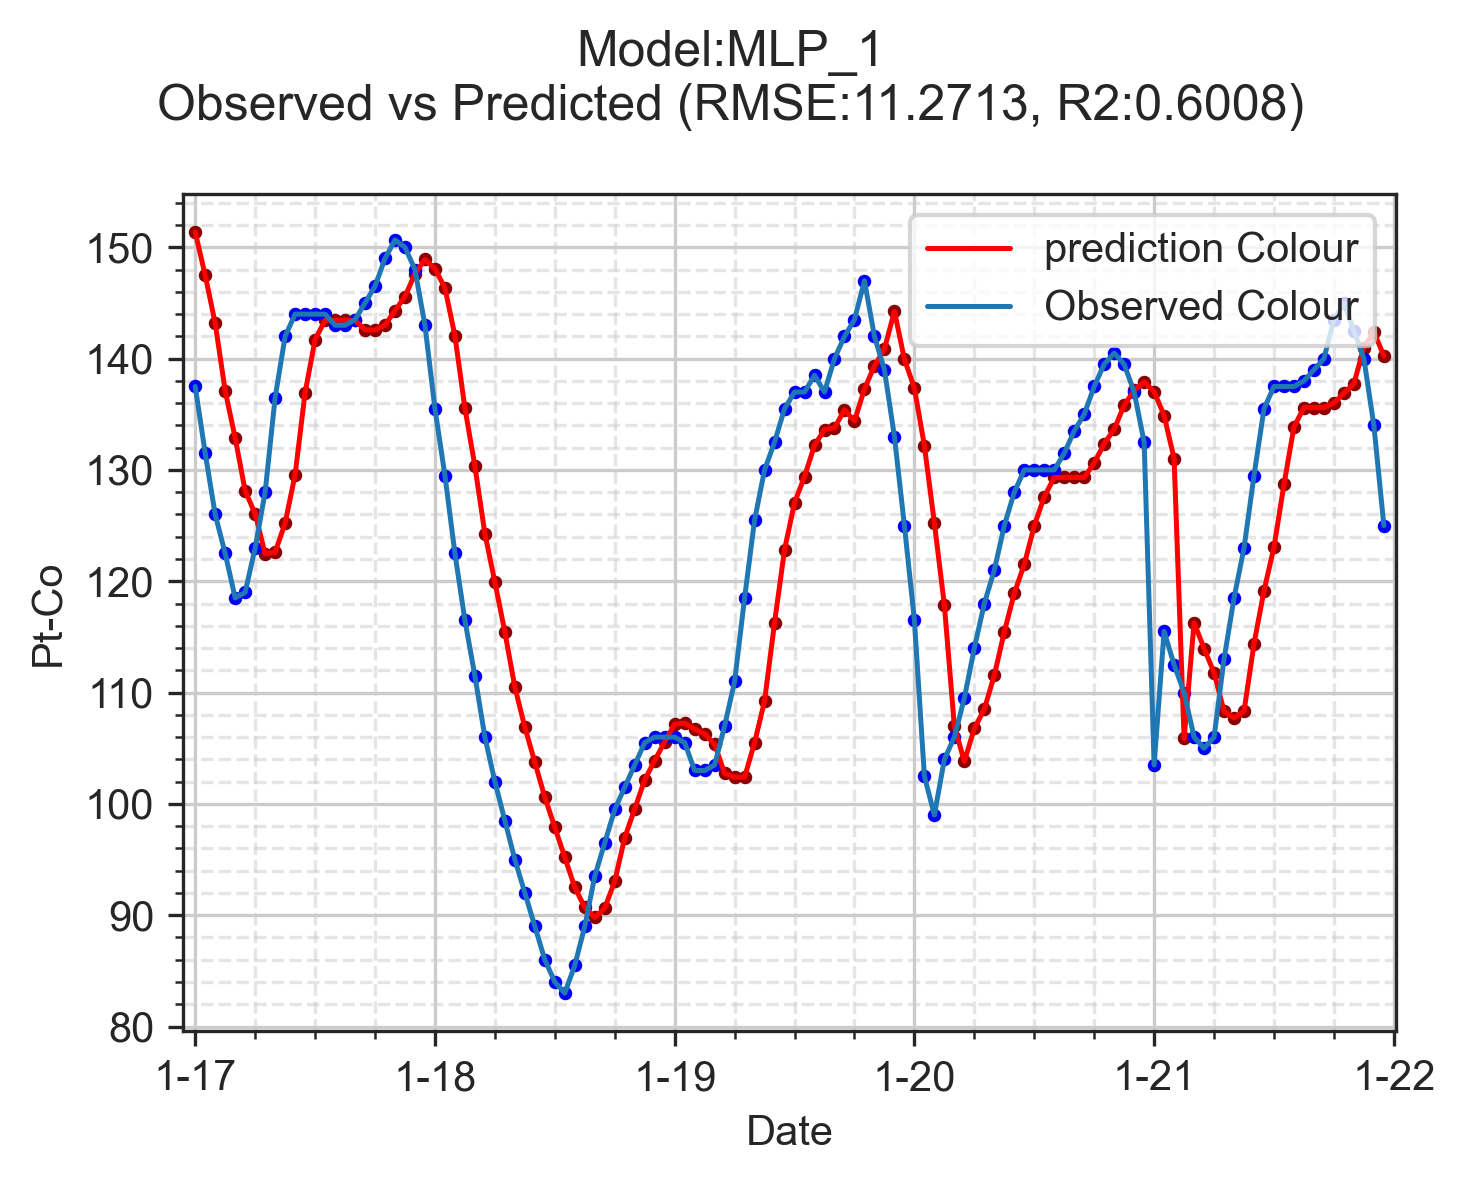 Model:MLP_1
Observed vs Predicted (RMSE:11.2713, R2:0.6008)
prediction Colour
Observed Colour
150
140
130
120
110
100
90
80
Pt-Co
1-17 1-18 1-19 1-20 1-21 1-22
Date